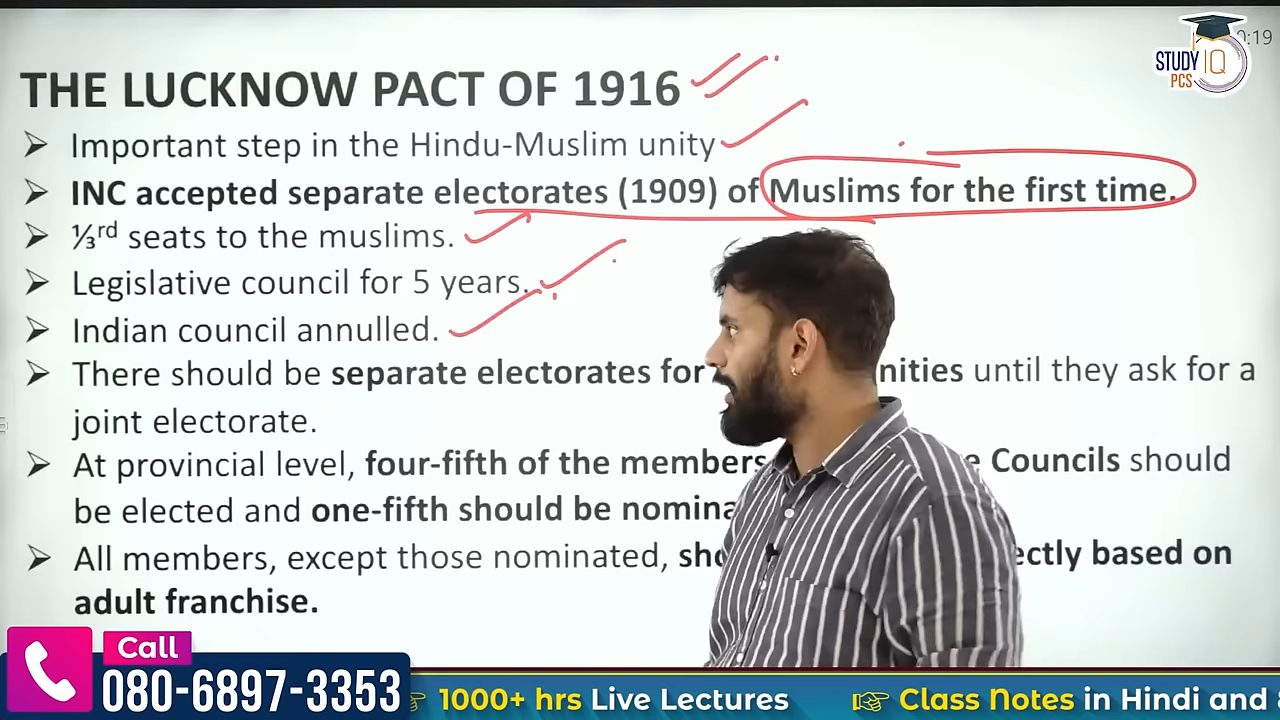 THE LUCKNOW PACT OF 1916
STUDY IQ
PCS
0:19
➤ Important step in the Hindu-Muslim unity
➤ INC accepted separate electorates (1909) of Muslims for the first time.
➤ ⅓rd seats to the muslims.
➤ Legislative council for 5 years.
➤ Indian council annulled.
➤ There should be separate electorates for nities until they ask for a
joint electorate.
➤ At provincial level, four-fifth of the members e Councils should
be elected and one-fifth should be nomina
➤ All members, except those nominated, sho ectly based on
adult franchise.
Call
080-6897-3353
1000+ hrs Live Lectures
Class Notes in Hindi and